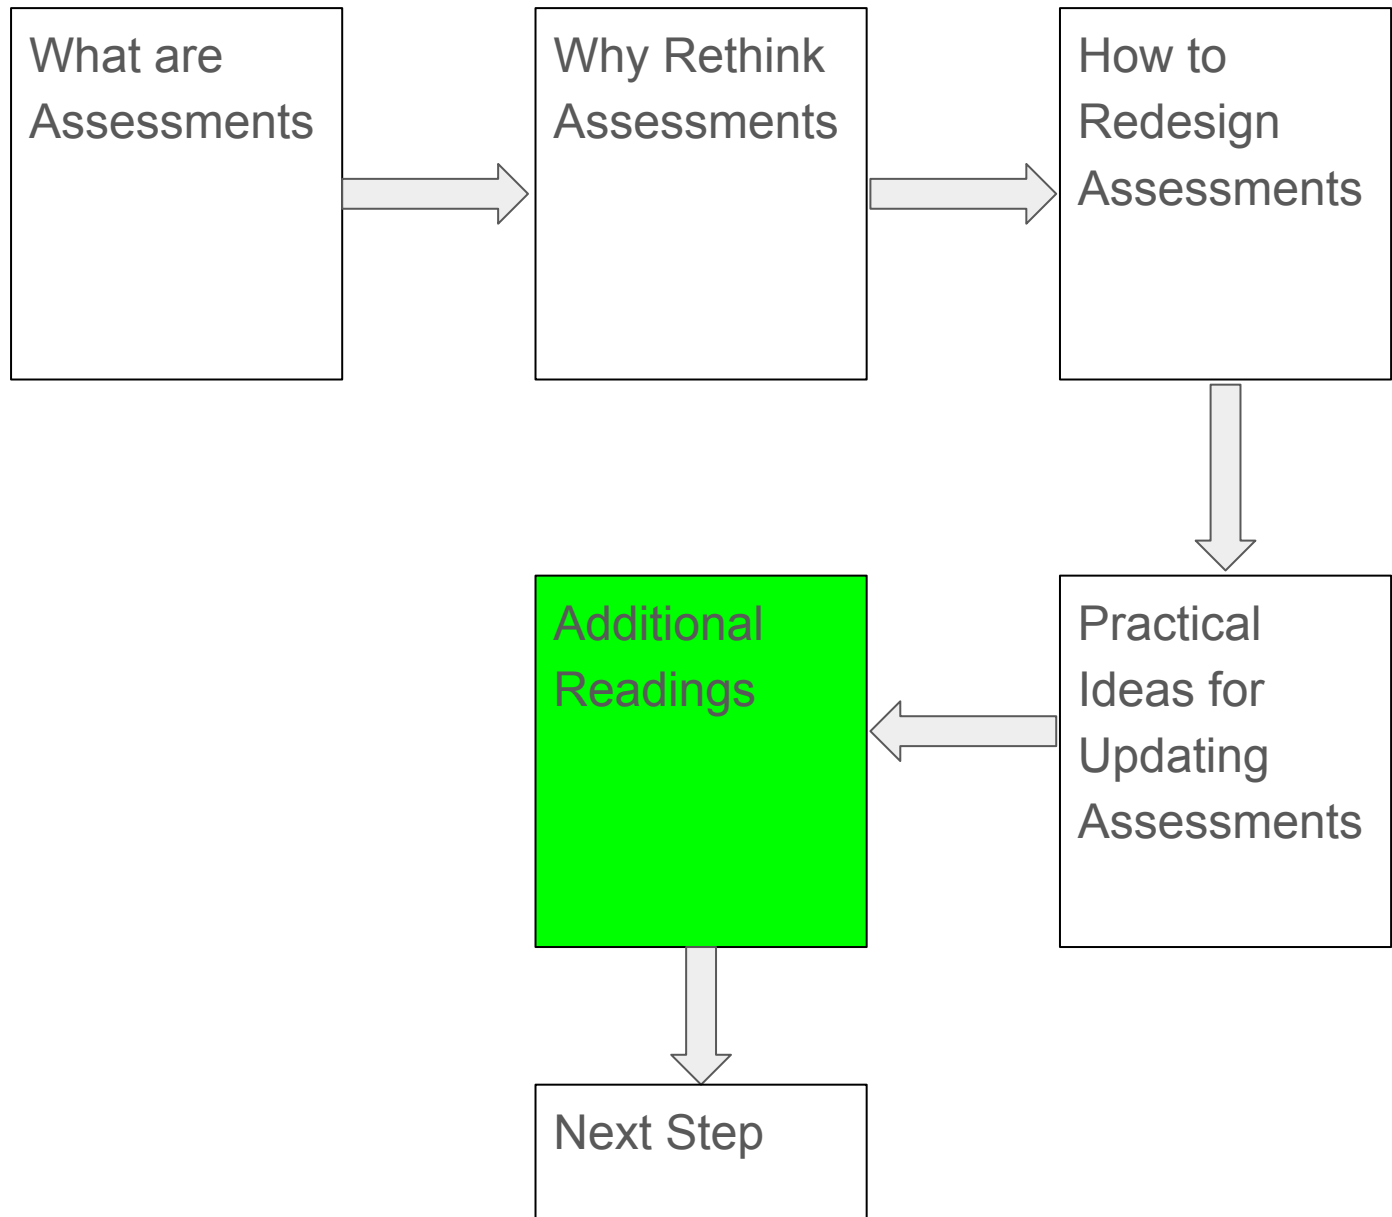 What are
Assessments
Why Rethink
Assessments
How to
Redesign
Assessments
Practical
Ideas for
Updating
Assessments
Additional
Readings
Next Step